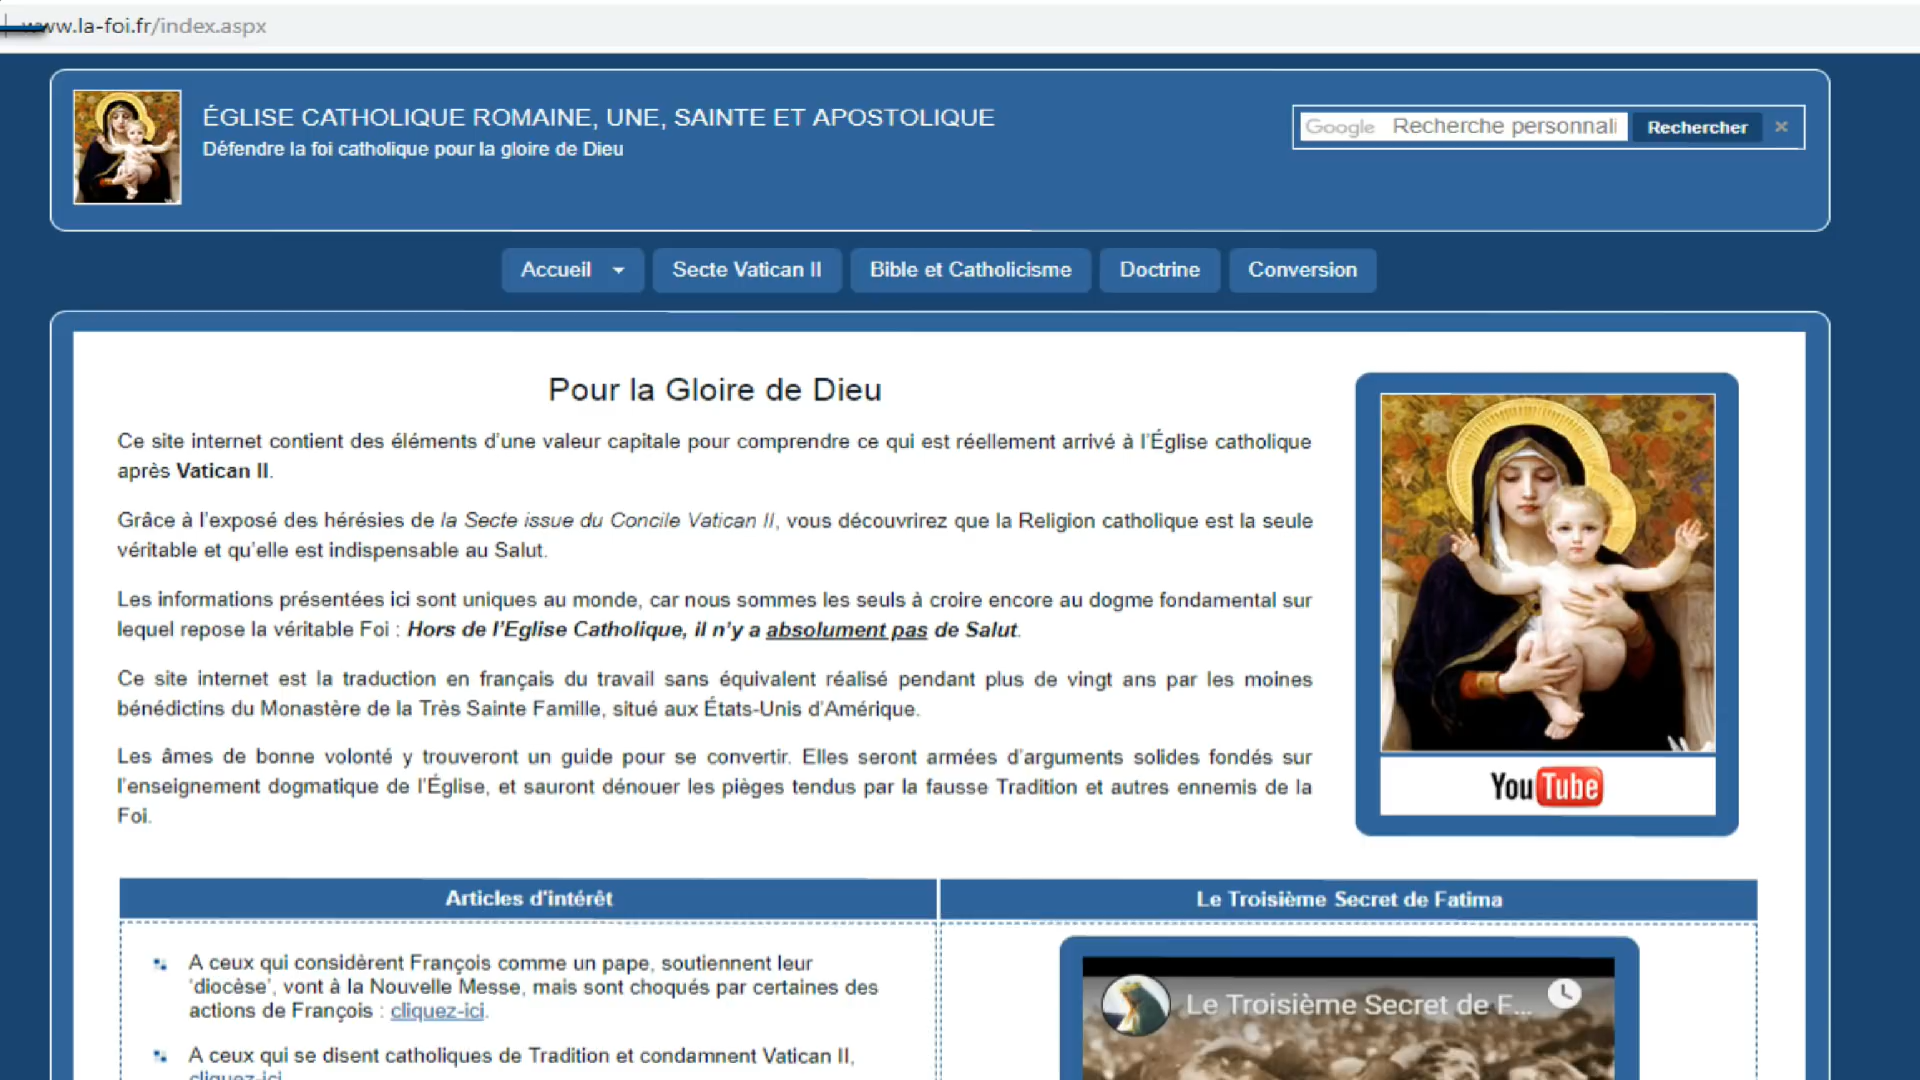 www.la-foi.fr/index.aspx
ÉGLISE CATHOLIQUE ROMAINE, UNE, SAINTE ET APOSTOLIQUE
Défendre la foi catholique pour la gloire de Dieu
Google Recherche personnali Rechercher ×
Accueil Secte Vatican II Bible et Catholicisme Doctrine Conversion
Pour la Gloire de Dieu
Ce site internet contient des éléments d'une valeur capitale pour comprendre ce qui est réellement arrivé à l'Église catholique
après Vatican II.
Grâce à l'exposé des hérésies de la Secte issue du Concile Vatican II, vous découvrirez que la Religion catholique est la seule
véritable et qu'elle est indispensable au Salut.
Les informations présentées ici sont uniques au monde, car nous sommes les seuls à croire encore au dogme fondamental sur
lequel repose la véritable Foi : Hors de l'Eglise Catholique, il n'y a absolument pas de Salut.
Ce site internet est la traduction en français du travail sans équivalent réalisé pendant plus de vingt ans par les moines
bénédictins du Monastère de la Très Sainte Famille, situé aux États-Unis d'Amérique.
Les âmes de bonne volonté y trouveront un guide pour se convertir. Elles seront armées d'arguments solides fondés sur
l'enseignement dogmatique de l'Église, et sauront dénouer les pièges tendus par la fausse Tradition et autres ennemis de la
Foi.
YouTube
Articles d'intérêt
A ceux qui considèrent François comme un pape, soutiennent leur
'diocèse', vont à la Nouvelle Messe, mais sont choqués par certaines des
actions de François : cliquez-ici.
A ceux qui se disent catholiques de Tradition et condamnent Vatican II,
cliquez-ici
Le Troisième Secret de Fatima
Le Troisième Secret de F...